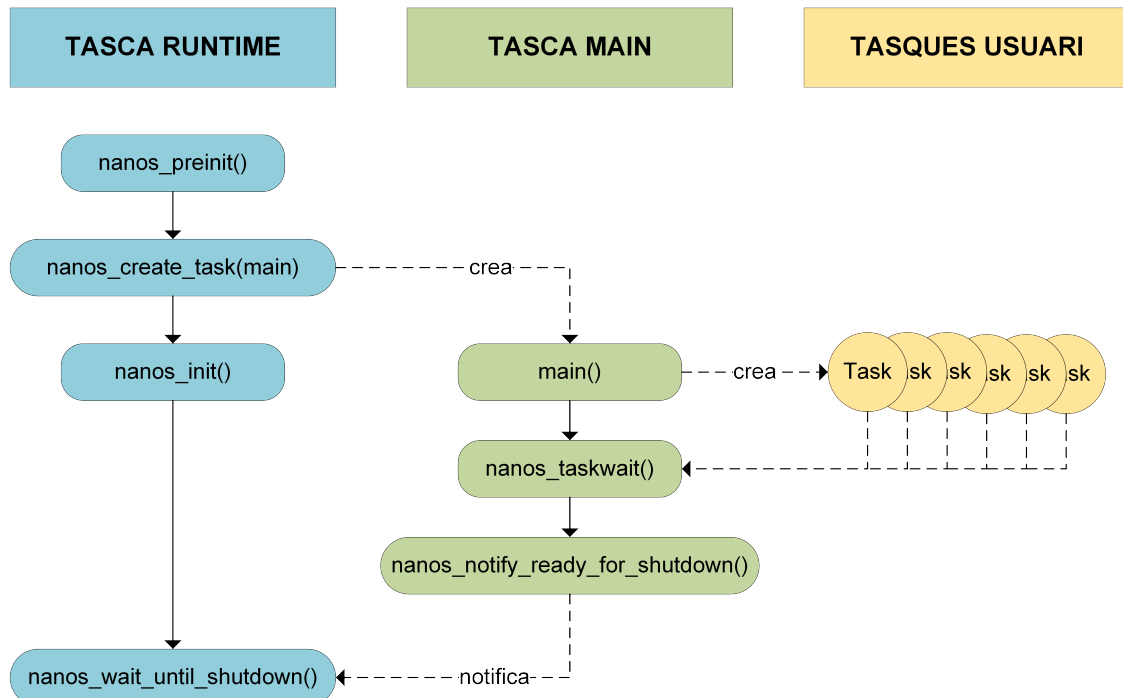 TASCA RUNTIME
TASCA MAIN
TASQUES USUARI
nanos_preinit()
nanos_create_task(main)
crea
nanos_init()
main()
crea
Task
sk
sk
sk
sk
sk
nanos_taskwait()
nanos_notify_ready_for_shutdown()
nanos_wait_until_shutdown()
notifica